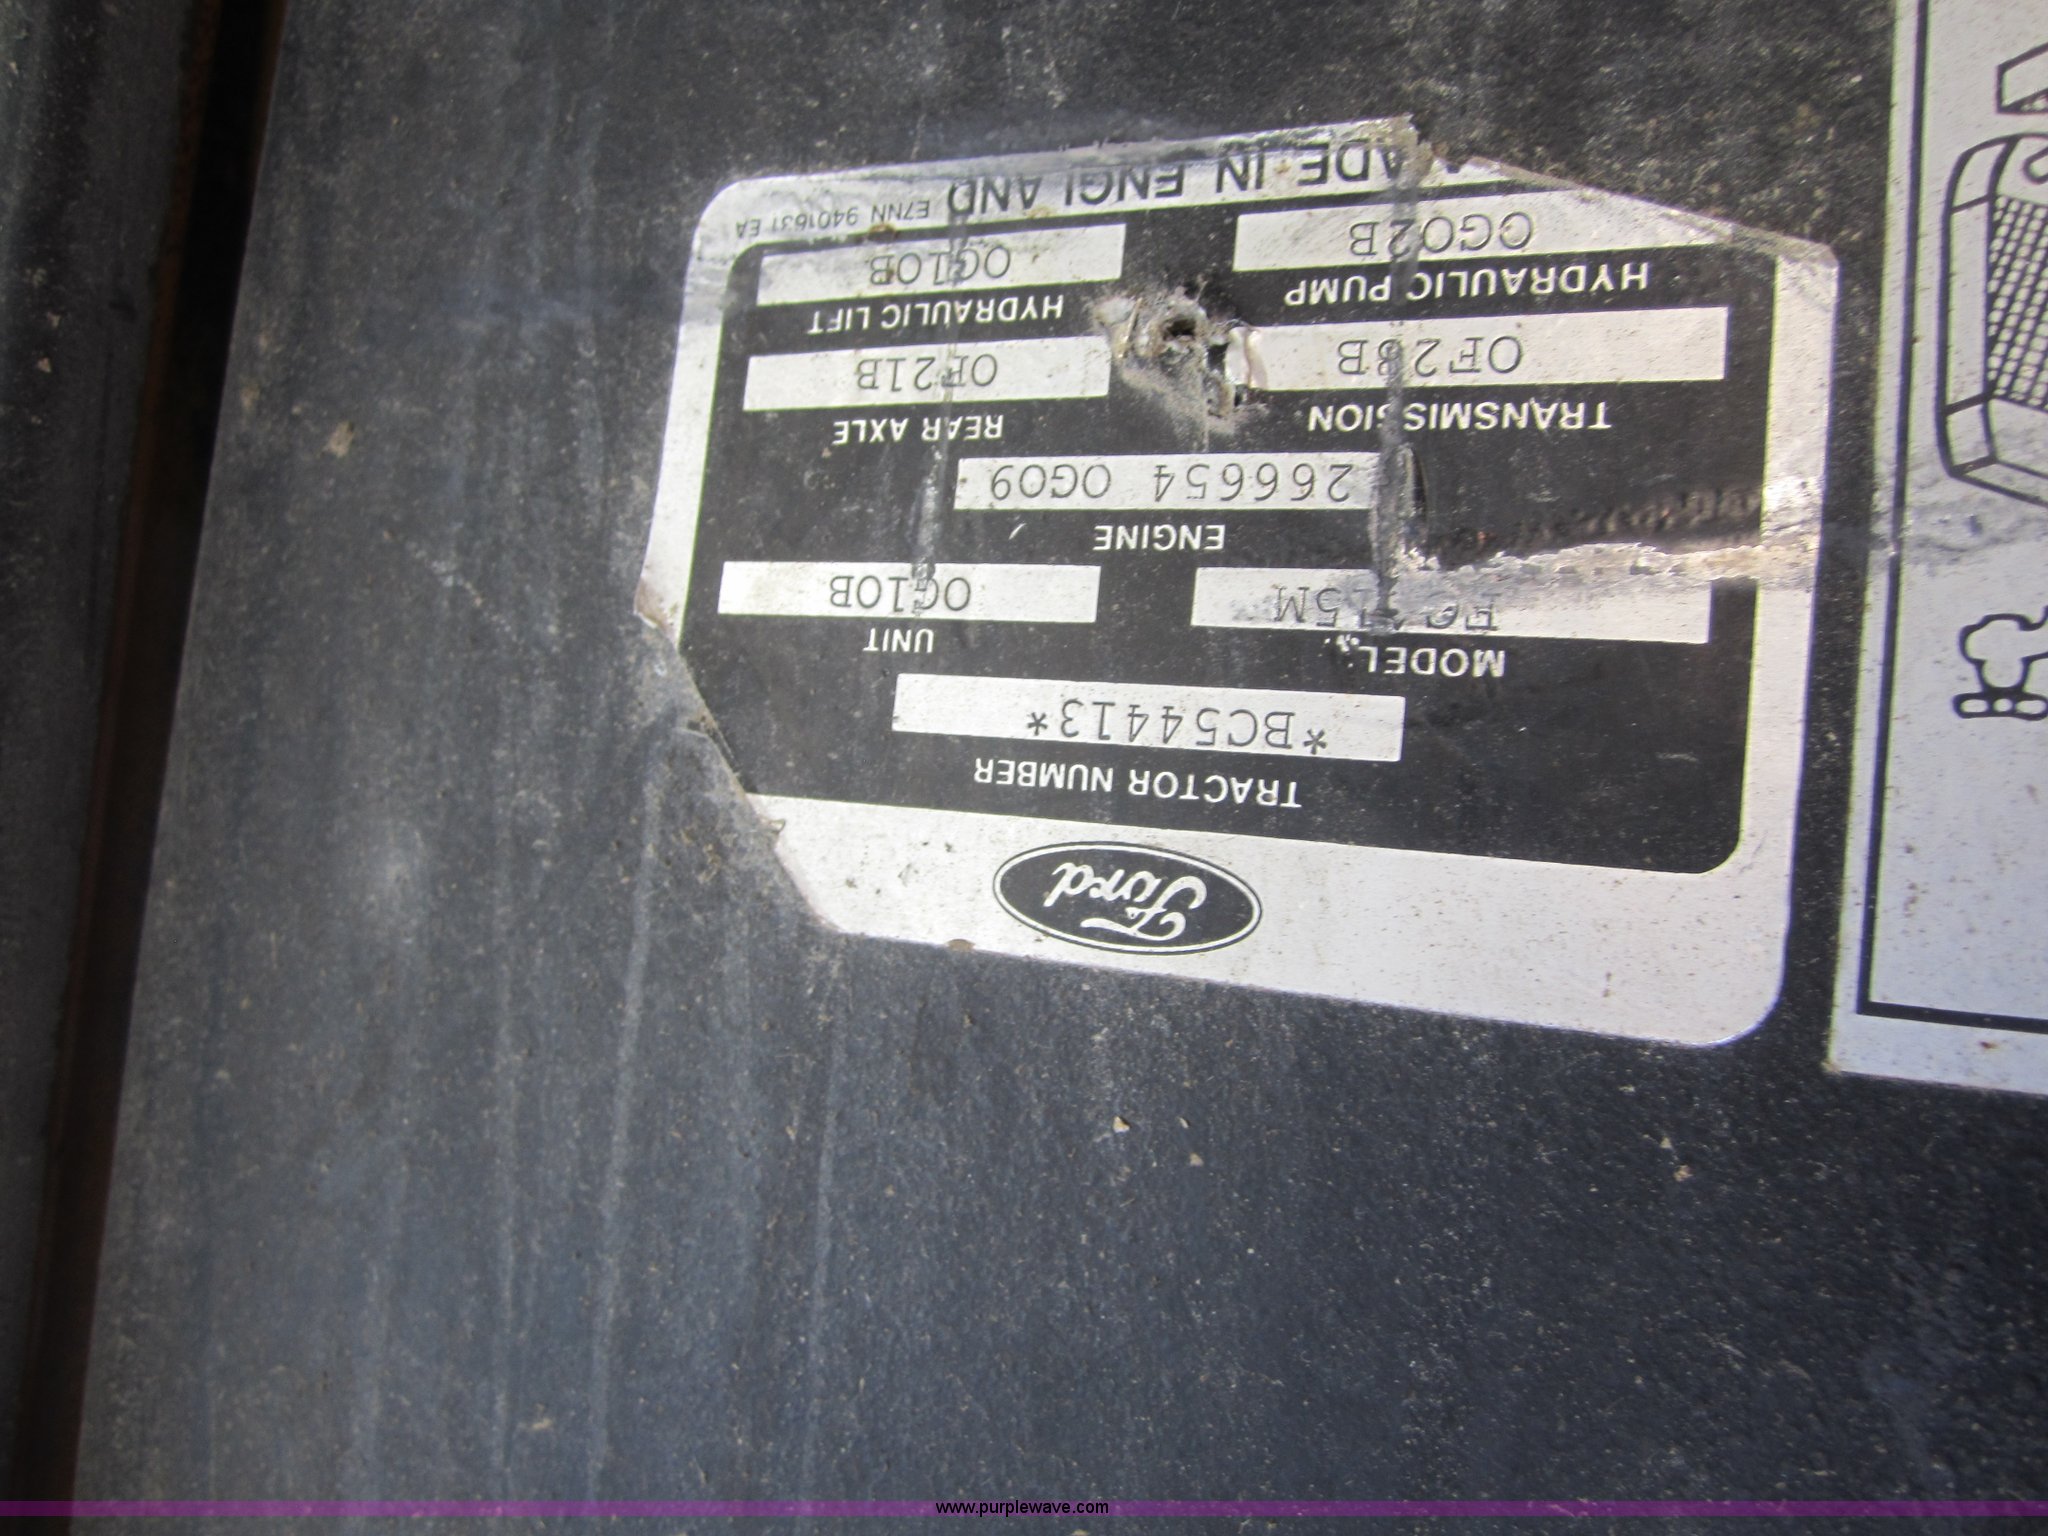 Ford
TRACTOR NUMBER
*BC54413*
MODEL UNIT
OG10B
ENGINE
266654 OG09
TRANSMISSION REAR AXLE
OF23B OF21B
HYDRAULIC PUMP HYDRAULIC LIFT
OG02B OG10B
MADE IN ENGLAND E7NN 9401631 EA
www.purplewave.com